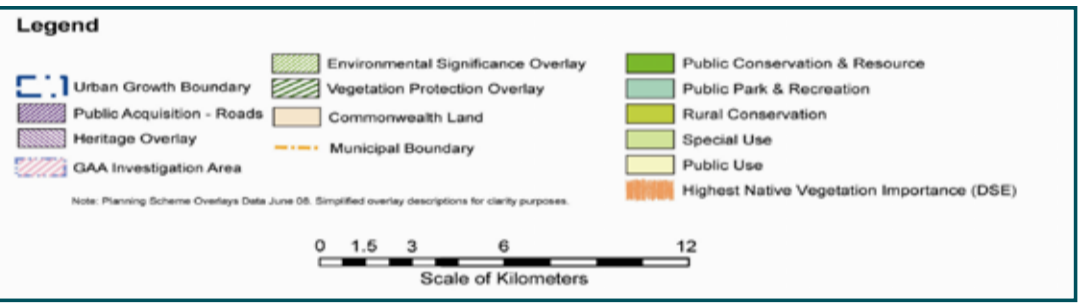 Legend
Urban Growth Boundary
Public Acquisition - Roads
Heritage Overlay
GAA Investigation Area
Environmental Significance Overlay
Vegetation Protection Overlay
Commonwealth Land
Municipal Boundary
Public Conservation & Resource
Public Park & Recreation
Rural Conservation
Special Use
Public Use
Highest Native Vegetation Importance (DSE)
Note: Planning Scheme Overlays Data June 08. Simplified overlay descriptions for clarity purposes.
0 1.5 3 6 12
Scale of Kilometers